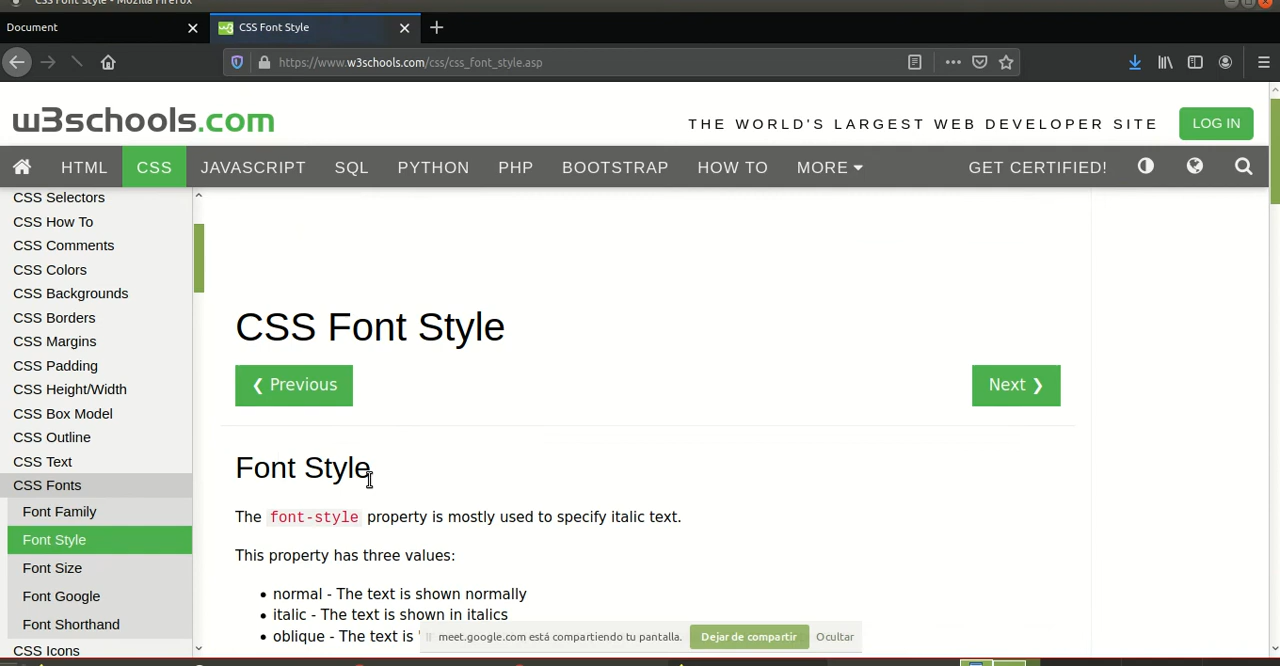 CSS Font Style - Mozilla Firefox
Document
CSS Font Style
https://www.w3schools.com/css/css_font_style.asp
w3schools.com
THE WORLD'S LARGEST WEB DEVELOPER SITE
LOG IN
HTML CSS JAVASCRIPT SQL PYTHON PHP BOOTSTRAP HOW TO MORE GET CERTIFIED!
CSS Selectors
CSS How To
CSS Comments
CSS Colors
CSS Backgrounds
CSS Borders
CSS Margins
CSS Padding
CSS Height/Width
CSS Box Model
CSS Outline
CSS Text
CSS Fonts
Font Family
Font Style
Font Size
Font Google
Font Shorthand
CSS Icons
CSS Font Style
❮ Previous
Next ❯
Font Style
The font-style property is mostly used to specify italic text.
This property has three values:
• normal - The text is shown normally
• italic - The text is shown in italics
• oblique - The text is
meet.google.com está compartiendo tu pantalla. Dejar de compartir Ocultar